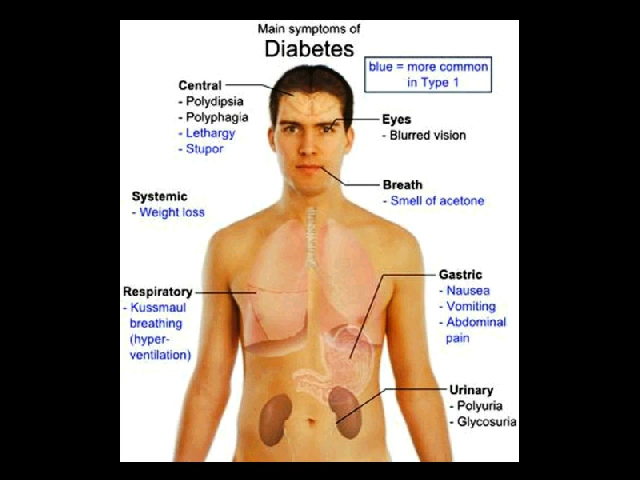 Main symptoms of
Diabetes
blue = more common
in Type 1
Central
- Polydipsia
- Polyphagia
- Lethargy
- Stupor
Eyes
- Blurred vision
Breath
- Smell of acetone
Systemic
- Weight loss
Respiratory
- Kussmaul
breathing
(hyper-
ventilation)
Gastric
- Nausea
- Vomiting
- Abdominal
pain
Urinary
- Polyuria
- Glycosuria